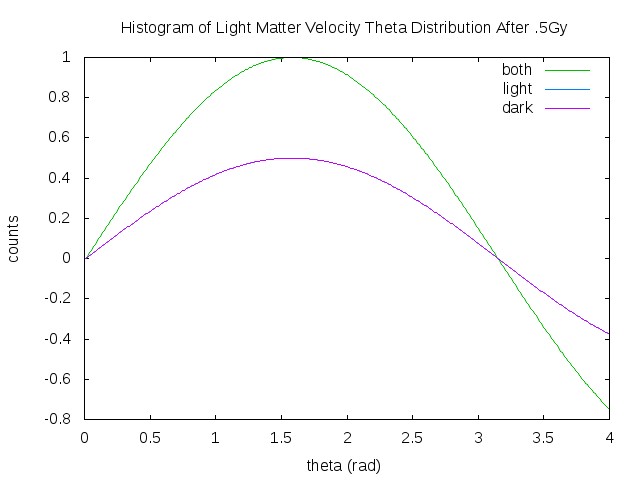 Histogram of Light Matter Velocity Theta Distribution After .5Gy
both
light
dark
1
0.8
0.6
0.4
0.2
0
-0.2
-0.4
-0.6
-0.8
counts
0 0.5 1 1.5 2 2.5 3 3.5 4
theta (rad)